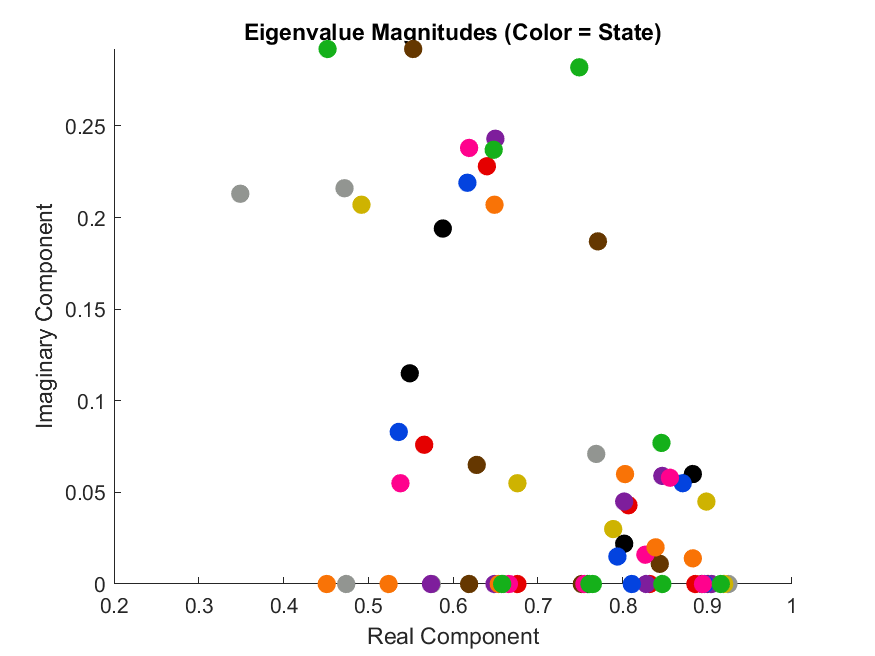 Eigenvalue Magnitudes (Color = State)
0.25
0.2
0.15
0.1
0.05
0
0.2 0.3 0.4 0.5 0.6 0.7 0.8 0.9 1
Real Component
Imaginary Component